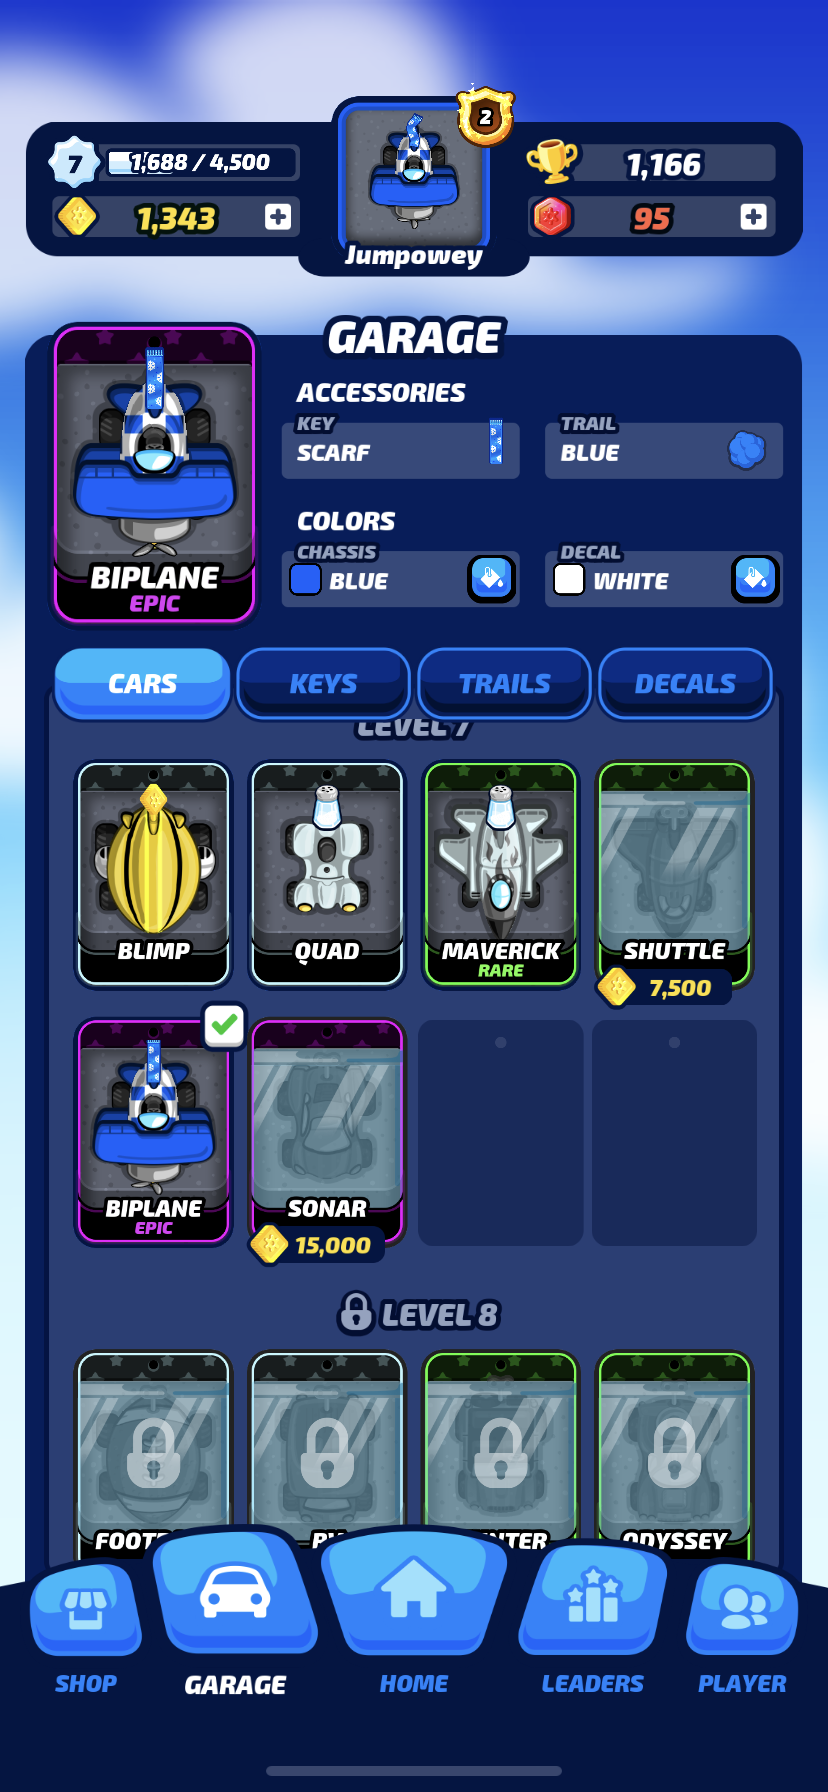 7
1,688 / 4,500
2
1,166
1,343
95
Jumpowey
GARAGE
ACCESSORIES
KEY
SCARF
TRAIL
BLUE
COLORS
CHASSIS
BLUE
DECAL
WHITE
BIPLANE
EPIC
CARS
KEYS
TRAILS
DECALS
LEVEL 7
BLIMP
QUAD
MAVERICK
RARE
SHUTTLE
7,500
BIPLANE
EPIC
SONAR
15,000
LEVEL 8
ODYSSEY
SHOP
GARAGE
HOME
LEADERS
PLAYER